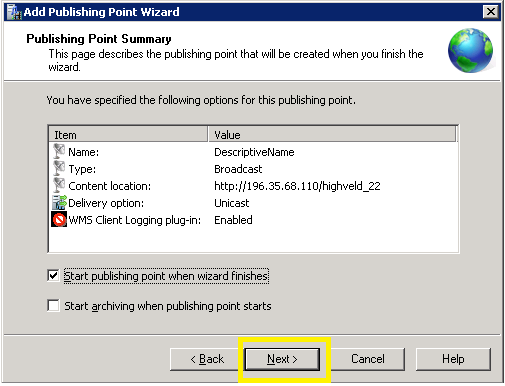 Add Publishing Point Wizard
Publishing Point Summary
This page describes the publishing point that will be created when you finish the
wizard.
You have specified the following options for this publishing point.
Item Value
Name: DescriptiveName
Type: Broadcast
Content location: http://196.35.68.110/highveld_22
Delivery option: Unicast
WMS Client Logging plug-in: Enabled
Start publishing point when wizard finishes
Start archiving when publishing point starts
< Back Next > Cancel Help